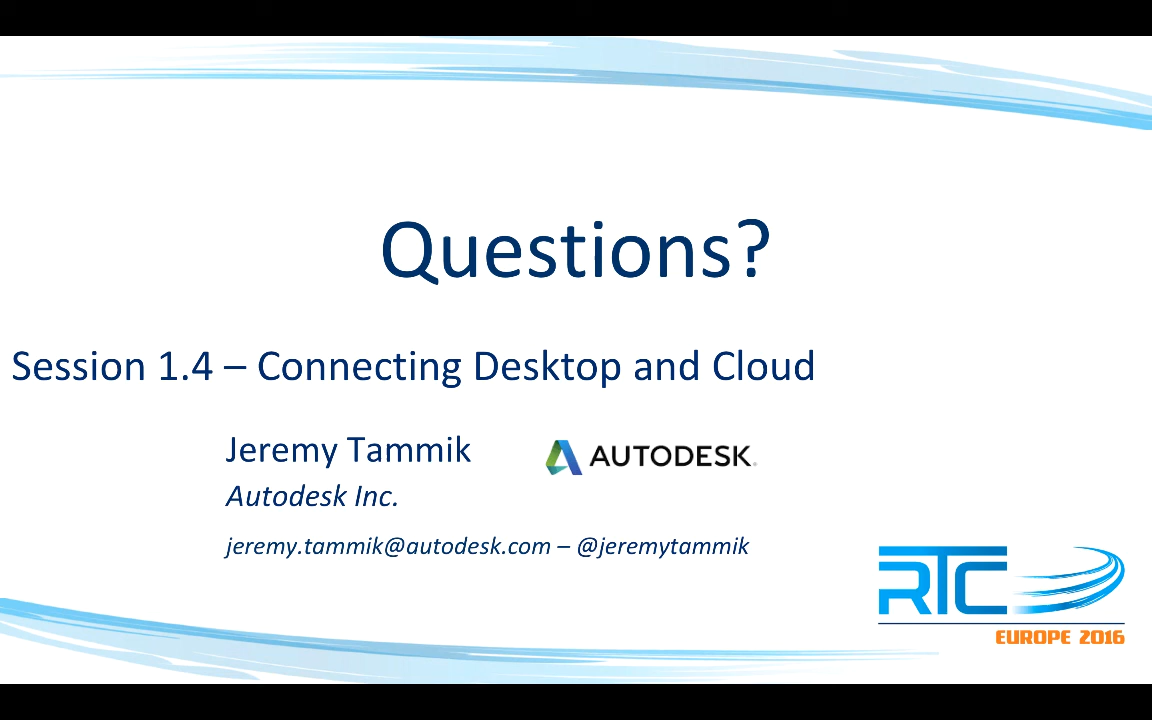 Questions?
Session 1.4 – Connecting Desktop and Cloud
Jeremy Tammik
AUTODESK.
Autodesk Inc.
jeremy.tammik@autodesk.com – @jeremytammik
RTC
EUROPE 2016